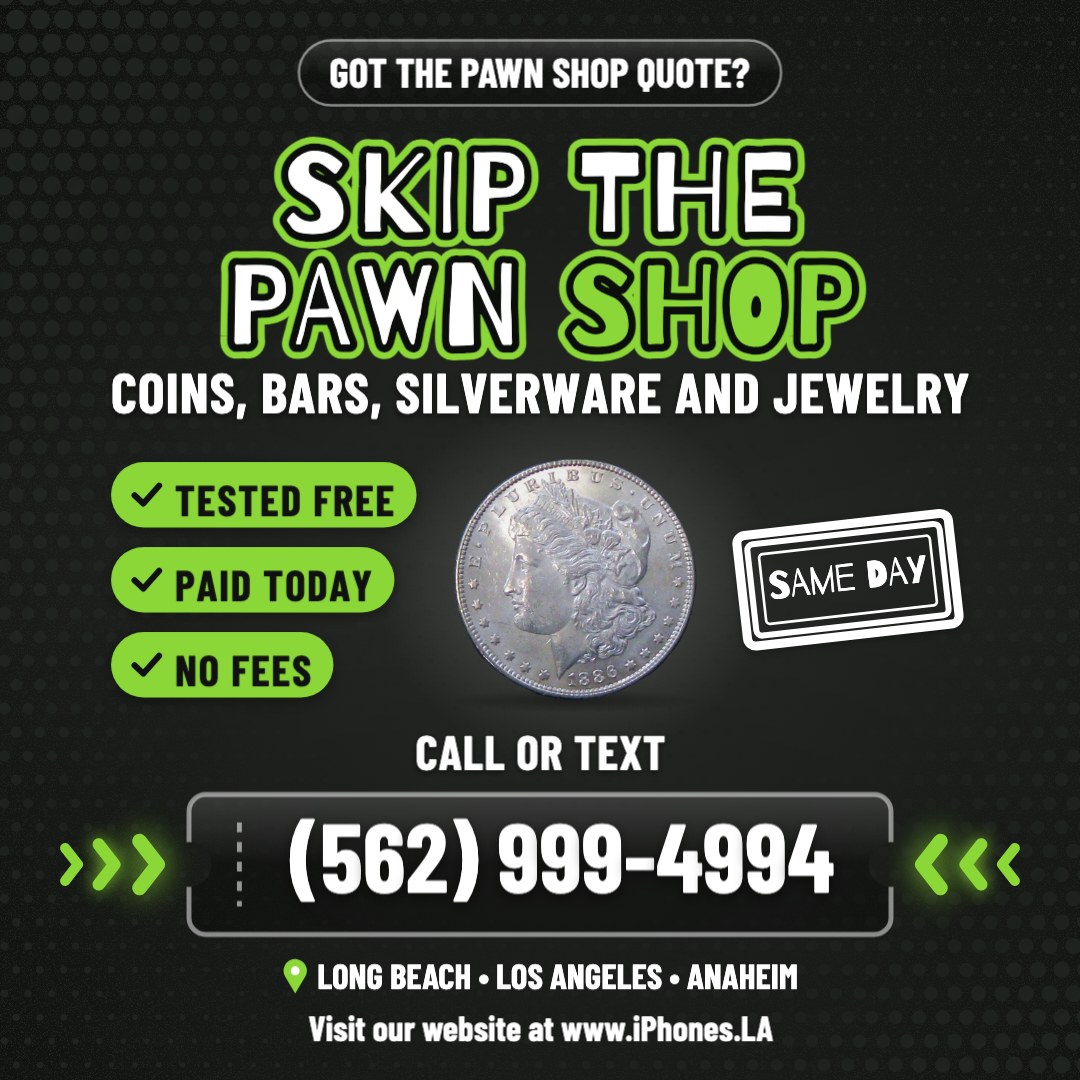 GOT THE PAWN SHOP QUOTE?
SKIP THE
PAWN SHOP
COINS, BARS, SILVERWARE AND JEWELRY
TESTED FREE
PAID TODAY
NO FEES
E·PLURIBUS·UNUM
1886
SAME DAY
CALL OR TEXT
(562) 999-4994
LONG BEACH • LOS ANGELES • ANAHEIM
Visit our website at www.iPhones.LA